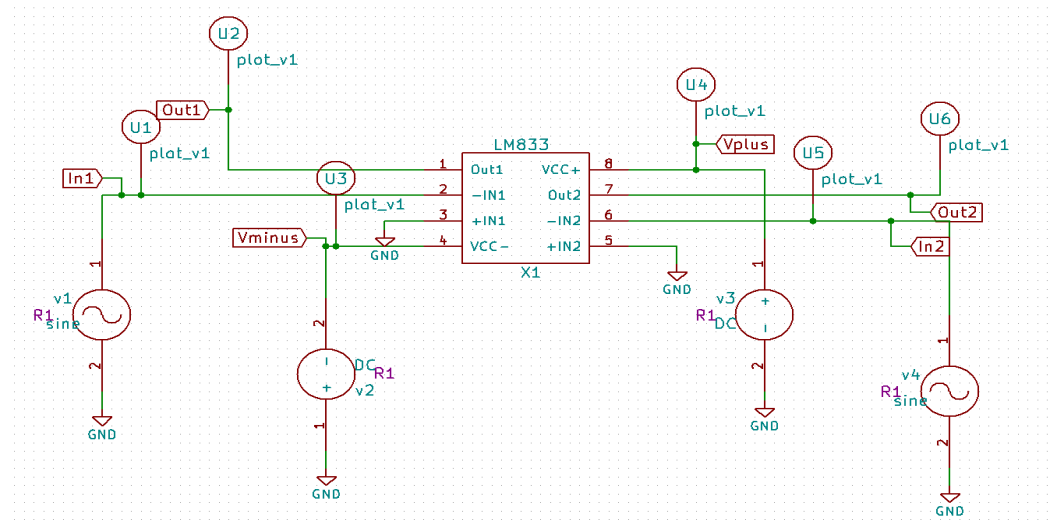 U2
plot_v1
Out1
U1
plot_v1
In1
U3
plot_v1
Vminus
LM833
1 Out1 VCC+ 8
2 -IN1 Out2 7
3 +IN1 -IN2 6
4 VCC- +IN2 5
X1
GND
GND
U4
plot_v1
Vplus
U5
plot_v1
U6
plot_v1
Out2
In2
1
v1
R1
sine
2
GND
2
DC
R1
v2
1
GND
1
v3
R1
DC
2
GND
1
v4
R1
sine
2
GND